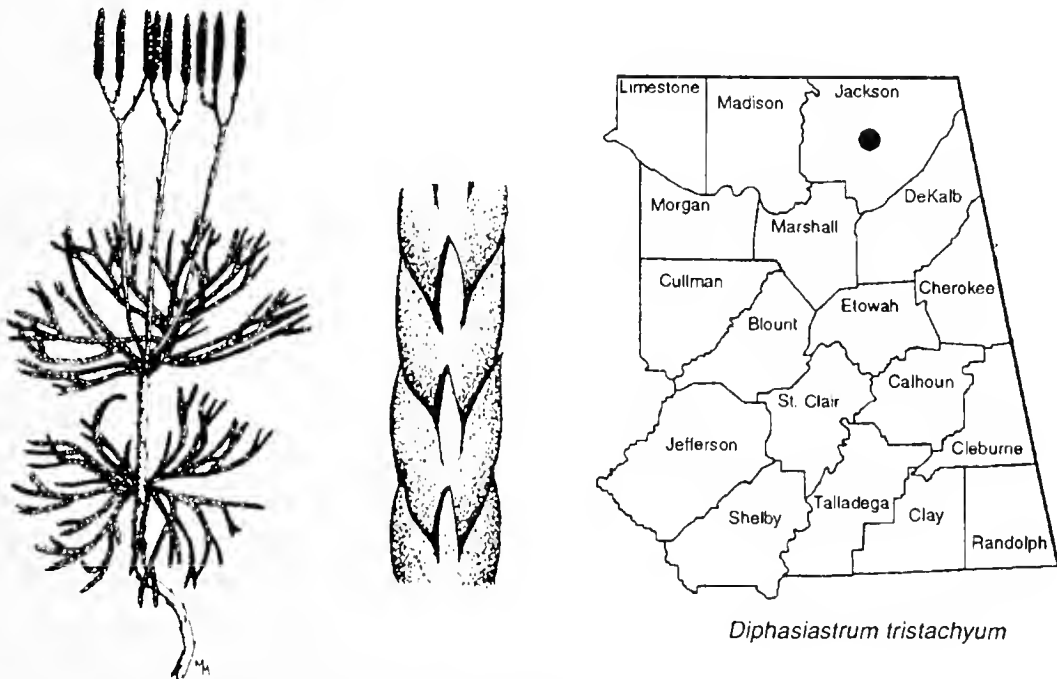 Limestone
Madison
Jackson
Morgan
Marshall
DeKalb
Cullman
Blount
Etowah
Cherokee
St. Clair
Calhoun
Jefferson
Cleburne
Shelby
Talladega
Clay
Randolph
Diphasiastrum tristachyum
MM